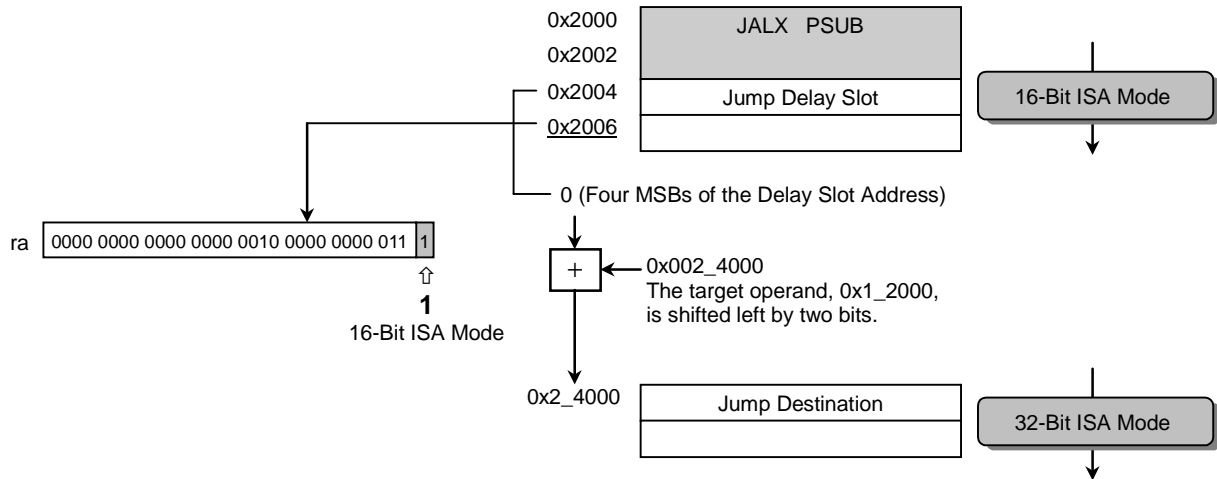 0x2000
JALX PSUB
0x2002
0x2004
Jump Delay Slot
16-Bit ISA Mode
0x2006
0 (Four MSBs of the Delay Slot Address)
ra
0000 0000 0000 0000 0010 0000 0000 011 1
⇧
1
16-Bit ISA Mode
+
0x002_4000
The target operand, 0x1_2000,
is shifted left by two bits.
0x2_4000
Jump Destination
32-Bit ISA Mode